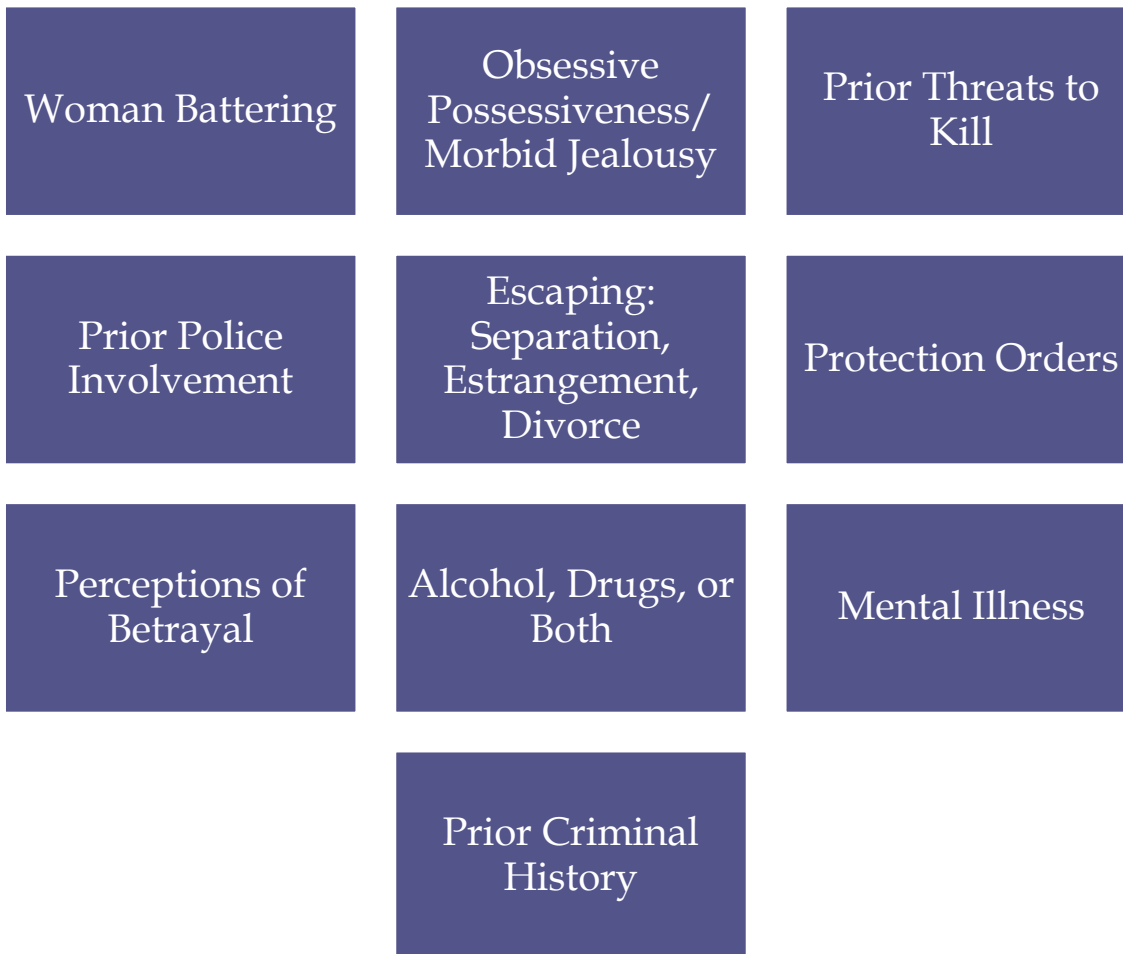 Woman Battering
Obsessive
Possessiveness/
Morbid Jealousy
Prior Threats to
Kill
Prior Police
Involvement
Escaping:
Separation,
Estrangement,
Divorce
Protection Orders
Perceptions of
Betrayal
Alcohol, Drugs, or
Both
Mental Illness
Prior Criminal
History